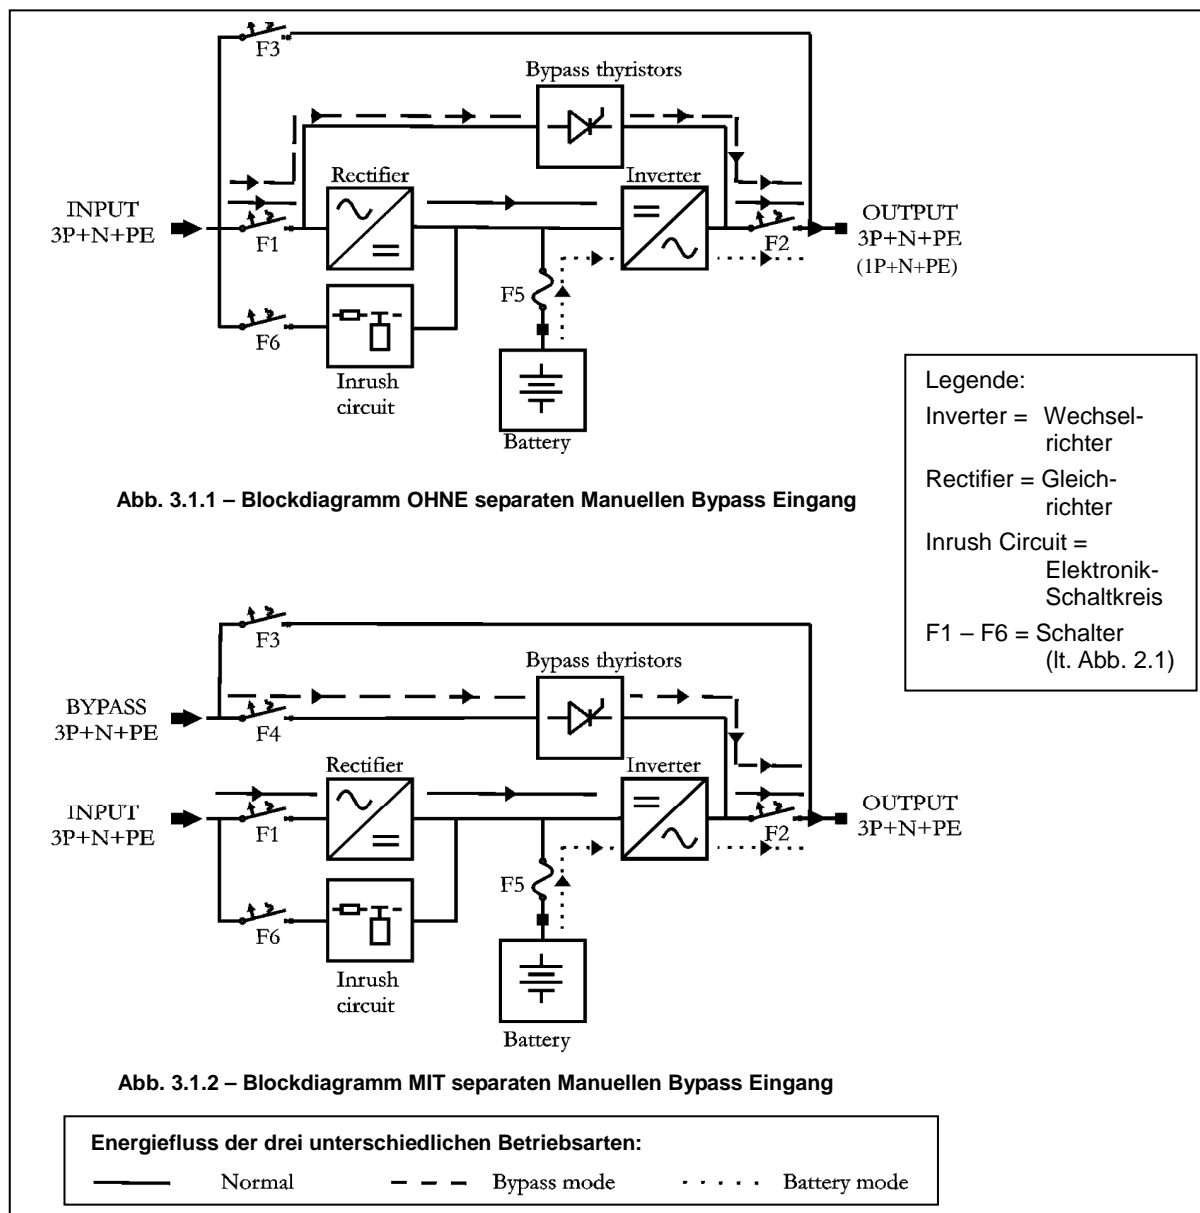 F3
Bypass thyristors
Rectifier
Inverter
INPUT
3P+N+PE
F1
F2
OUTPUT
3P+N+PE
(1P+N+PE)
F5
F6
Inrush
circuit
Battery
Abb. 3.1.1 – Blockdiagramm OHNE separaten Manuellen Bypass Eingang
Legende:
Inverter = Wechsel-
richter
Rectifier = Gleich-
richter
Inrush Circuit =
Elektronik-
Schaltkreis
F1 – F6 = Schalter
(lt. Abb. 2.1)
F3
Bypass thyristors
BYPASS
3P+N+PE
F4
Rectifier
Inverter
INPUT
3P+N+PE
F1
F2
OUTPUT
3P+N+PE
F5
F6
Inrush
circuit
Battery
Abb. 3.1.2 – Blockdiagramm MIT separaten Manuellen Bypass Eingang
Energiefluss der drei unterschiedlichen Betriebsarten:
Normal
Bypass mode
Battery mode